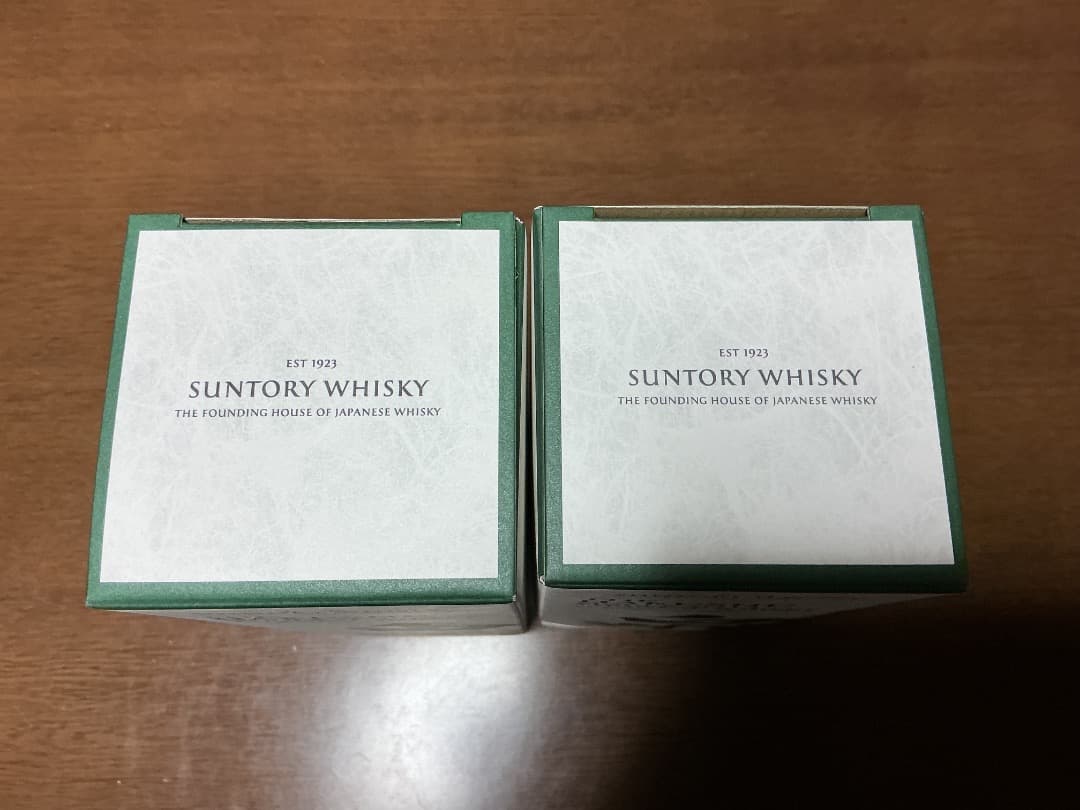 EST 1923
SUNTORY WHISKY
THE FOUNDING HOUSE OF JAPANESE WHISKY
EST 1923
SUNTORY WHISKY
THE FOUNDING HOUSE OF JAPANESE WHISKY